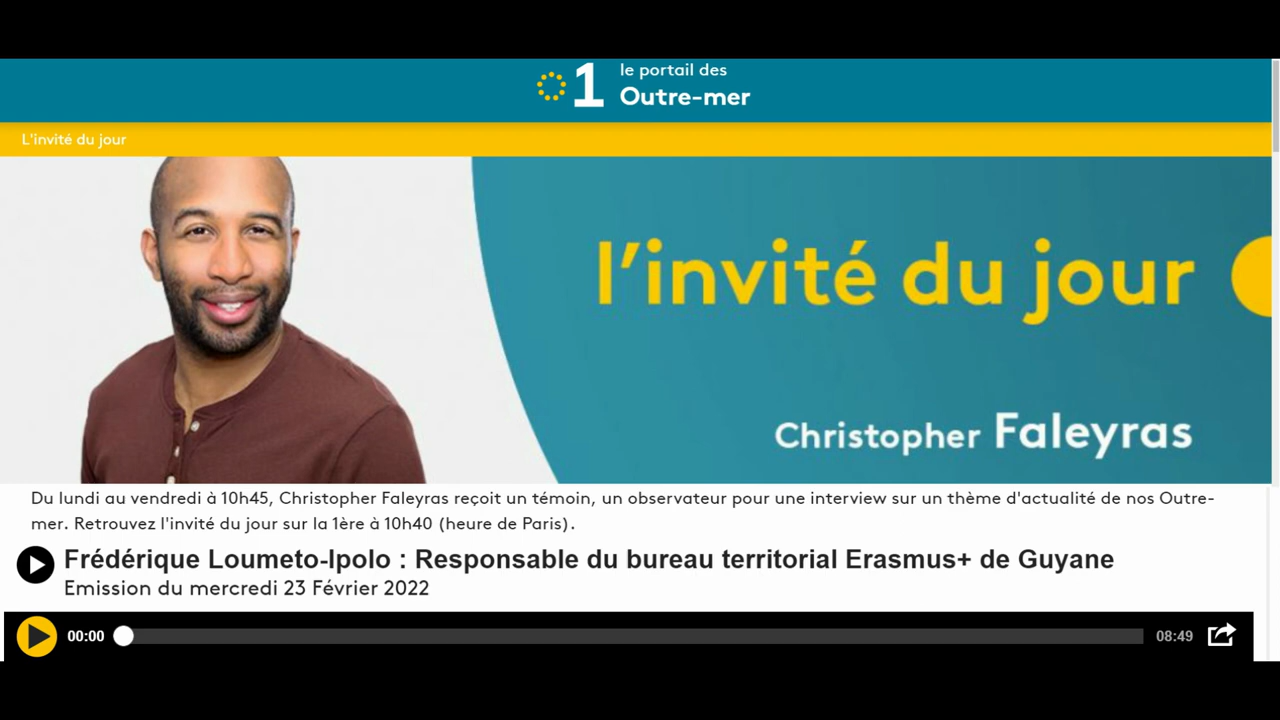 1 le portail des
Outre-mer
L'invité du jour
l'invité du jour
Christopher Faleyras
Du lundi au vendredi à 10h45, Christopher Faleyras reçoit un témoin, un observateur pour une interview sur un thème d'actualité de nos Outre-
mer. Retrouvez l'invité du jour sur la 1ère à 10h40 (heure de Paris).
Frédérique Loumeto-Ipolo : Responsable du bureau territorial Erasmus+ de Guyane
Emission du mercredi 23 Février 2022
00:00 08:49